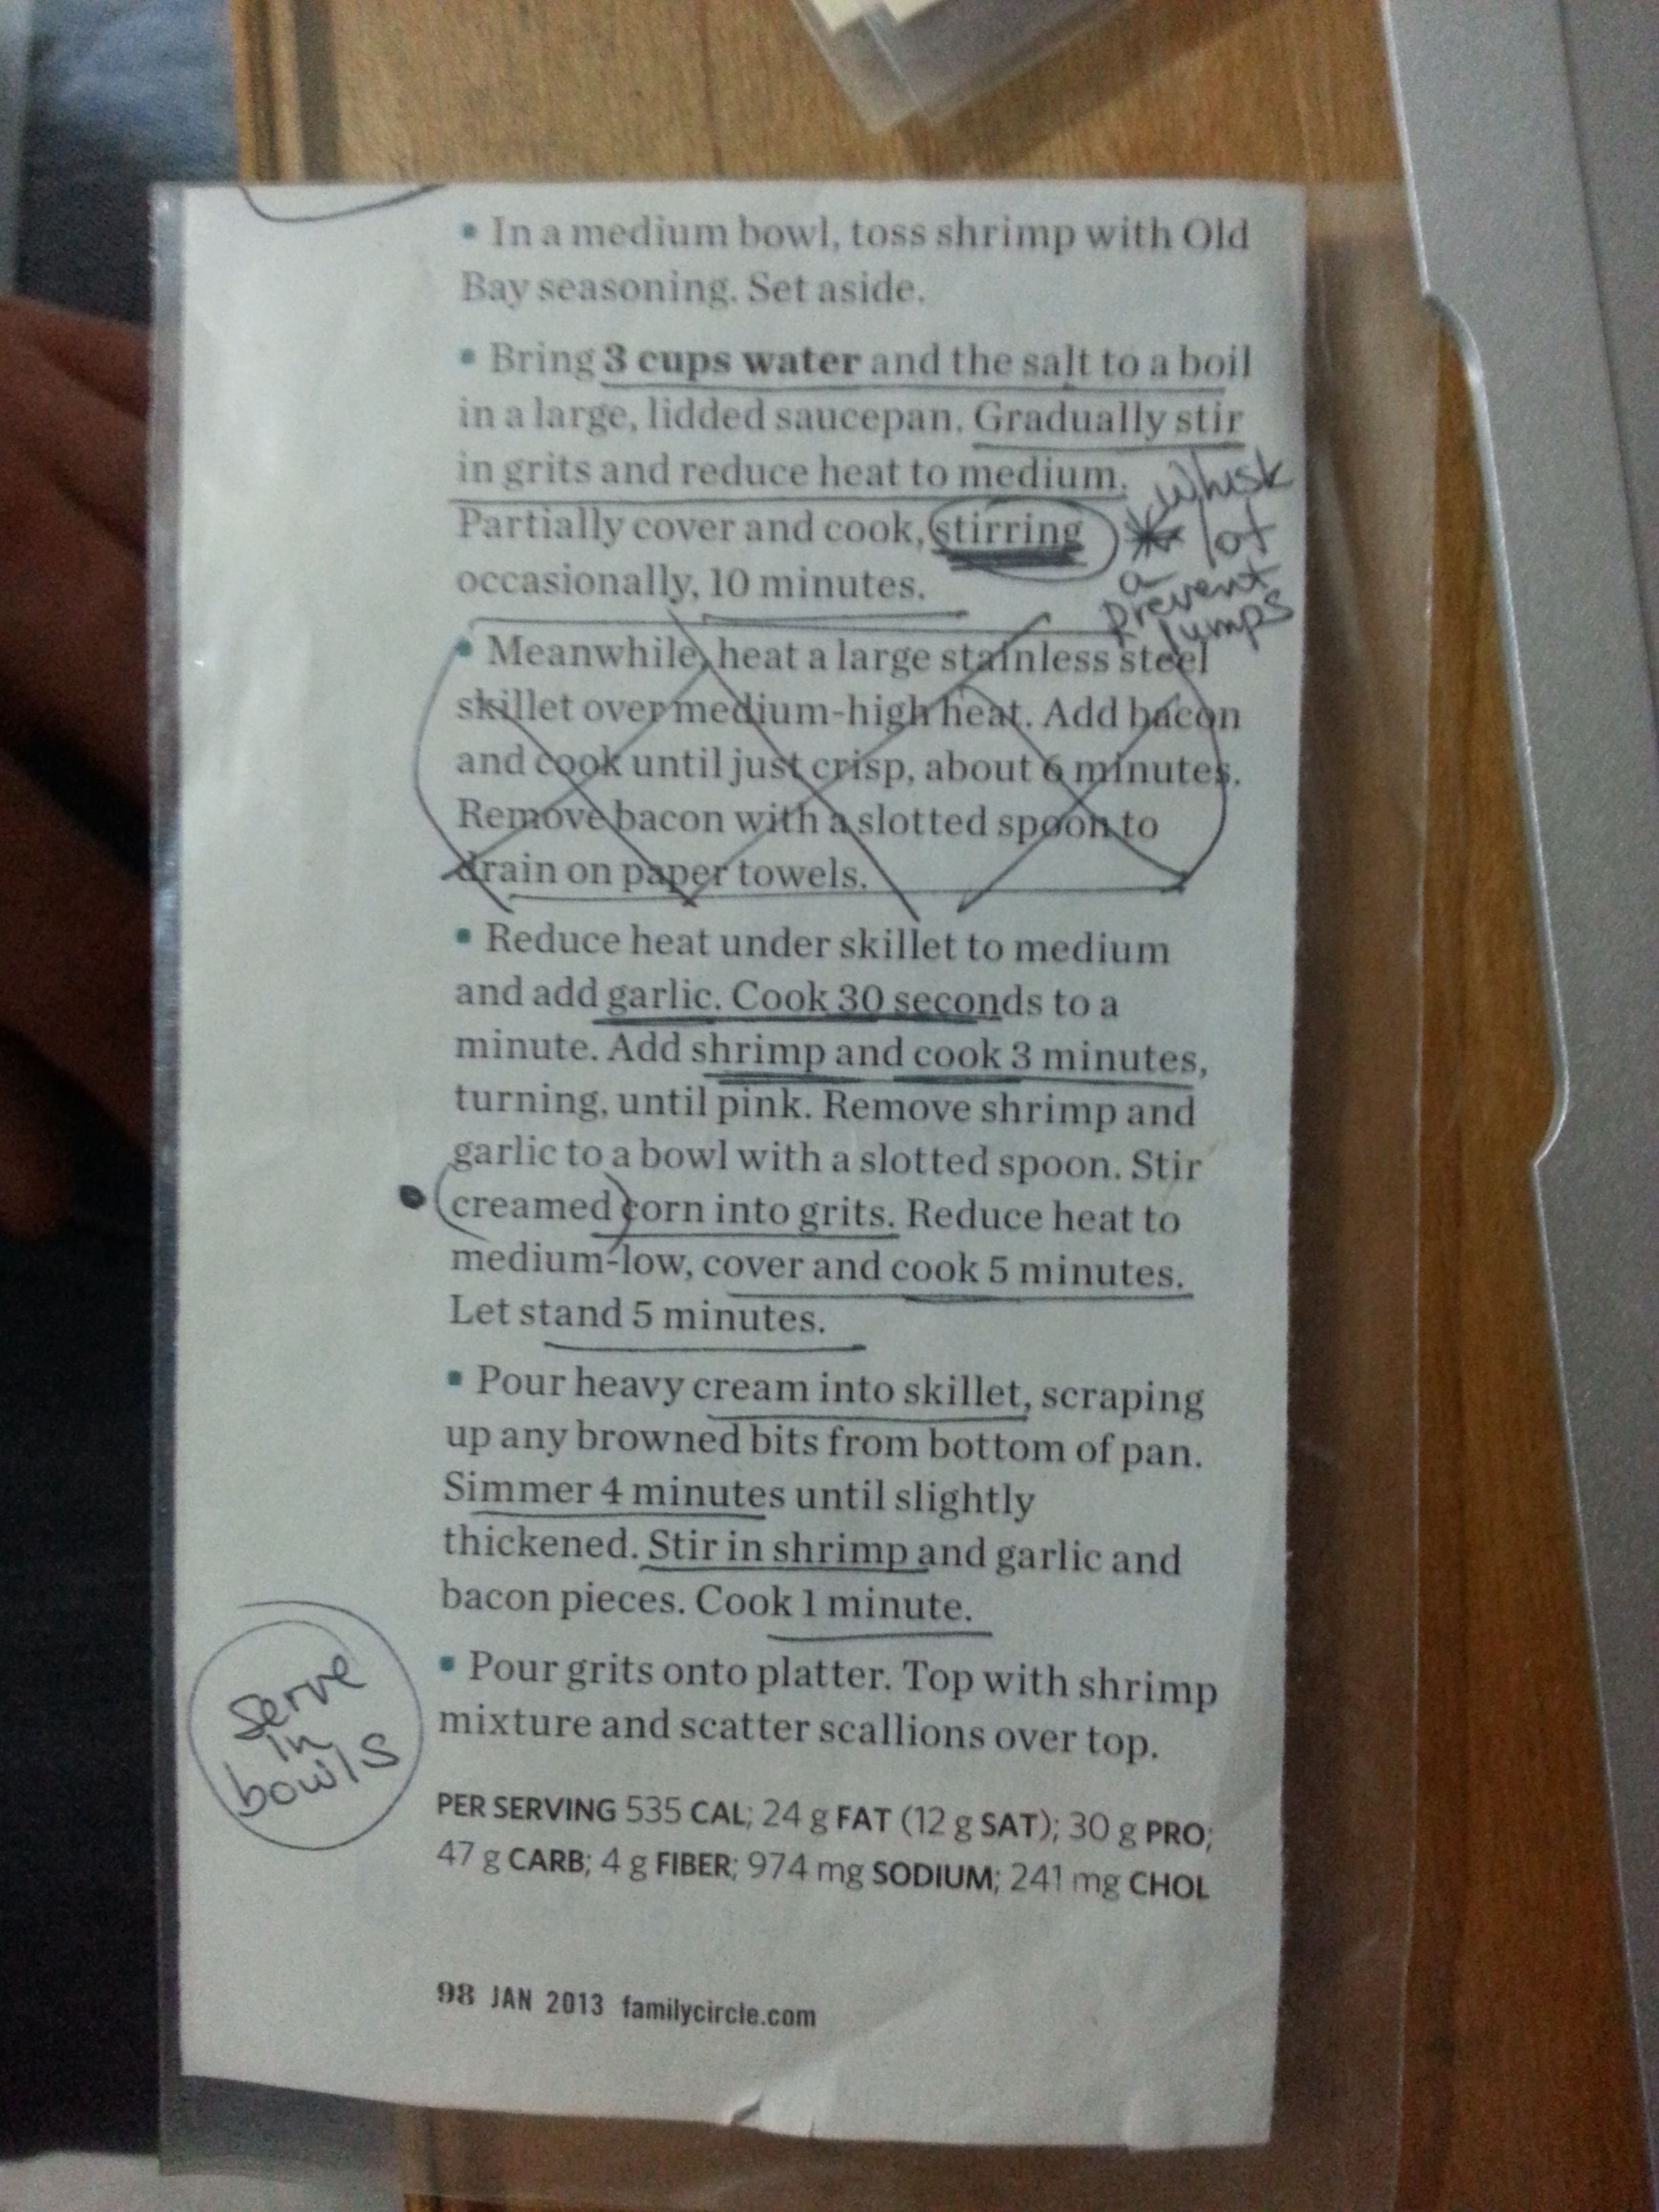 ▪ In a medium bowl, toss shrimp with Old
Bay seasoning. Set aside.
▪ Bring 3 cups water and the salt to a boil
in a large, lidded saucepan. Gradually stir
in grits and reduce heat to medium.
Partially cover and cook, stirring
occasionally, 10 minutes.
* Whisk
a lot
prevent
lumps
▪ Meanwhile, heat a large stainless steel
skillet over medium-high heat. Add bacon
and cook until just crisp, about 6 minutes.
Remove bacon with a slotted spoon to
drain on paper towels.
▪ Reduce heat under skillet to medium
and add garlic. Cook 30 seconds to a
minute. Add shrimp and cook 3 minutes,
turning, until pink. Remove shrimp and
garlic to a bowl with a slotted spoon. Stir
creamed corn into grits. Reduce heat to
medium-low, cover and cook 5 minutes.
Let stand 5 minutes.
▪ Pour heavy cream into skillet, scraping
up any browned bits from bottom of pan.
Simmer 4 minutes until slightly
thickened. Stir in shrimp and garlic and
bacon pieces. Cook 1 minute.
▪ Pour grits onto platter. Top with shrimp
mixture and scatter scallions over top.
Serve
in
bowls
PER SERVING 535 CAL; 24 g FAT (12 g SAT); 30 g PRO;
47 g CARB; 4 g FIBER; 974 mg SODIUM; 241 mg CHOL
98 JAN 2013 familycircle.com